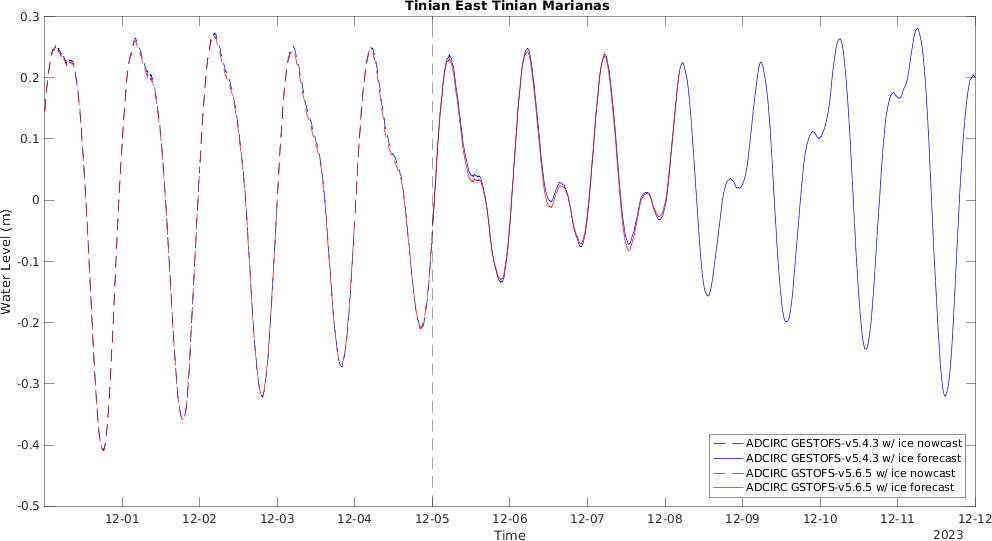 Tinian East Tinian Marianas
0.3
0.2
0.1
0
-0.1
-0.2
-0.3
-0.4
-0.5
Water Level (m)
ADCIRC GESTOFS-v5.4.3 w/ ice nowcast
ADCIRC GESTOFS-v5.4.3 w/ ice forecast
ADCIRC GSTOFS-v5.6.5 w/ ice nowcast
ADCIRC GSTOFS-v5.6.5 w/ ice forecast
12-01 12-02 12-03 12-04 12-05 12-06 12-07 12-08 12-09 12-10 12-11 12-12
Time
2023